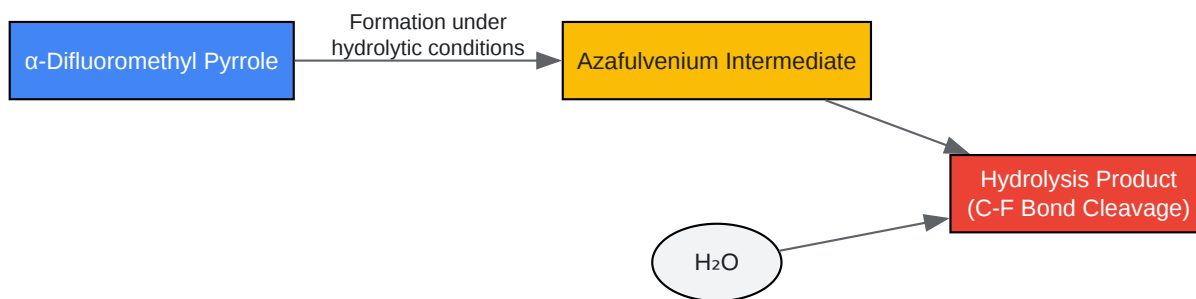 α-Difluoromethyl Pyrrole
Formation under
hydrolytic conditions
Azafulvenium Intermediate
Hydrolysis Product
(C-F Bond Cleavage)
H₂O